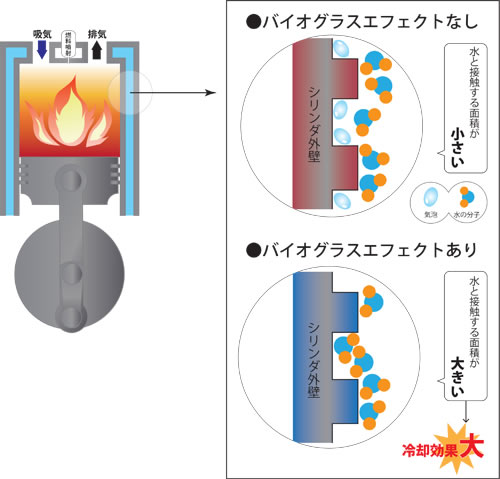 吸気
燃料噴射
排気
●バイオグラスエフェクトなし
シリンダ外壁
水と接触する面積が
小さい
気泡
水の分子
●バイオグラスエフェクトあり
シリンダ外壁
水と接触する面積が
大きい
冷却効果大